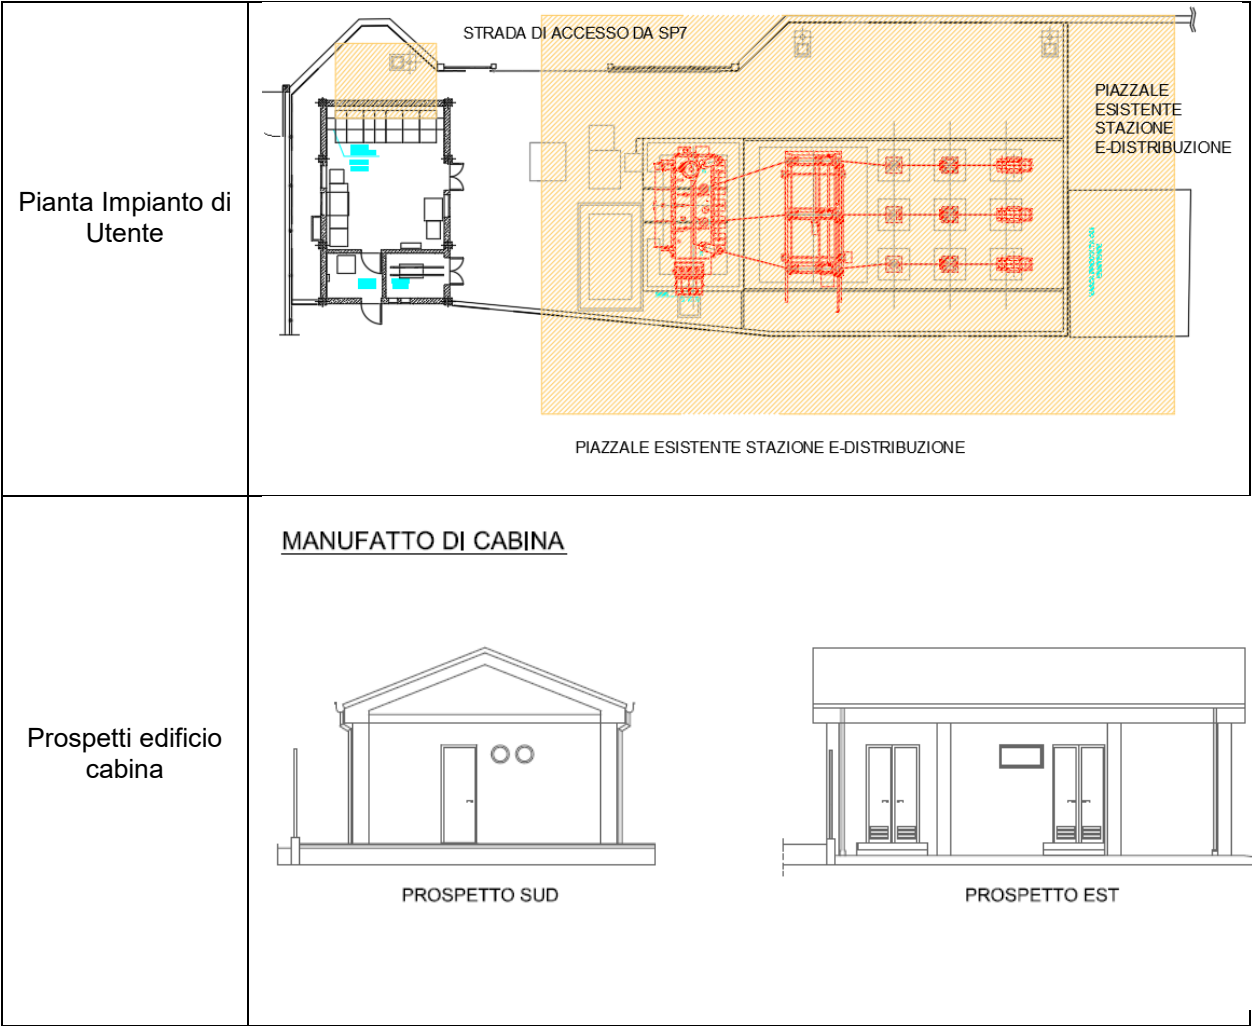 Pianta Impianto di
Utente
STRADA DI ACCESSO DA SP7
PIAZZALE
ESISTENTE
STAZIONE
E-DISTRIBUZIONE
PIAZZALE ESISTENTE STAZIONE E-DISTRIBUZIONE
Prospetti edificio
cabina
MANUFATTO DI CABINA
PROSPETTO SUD
PROSPETTO EST